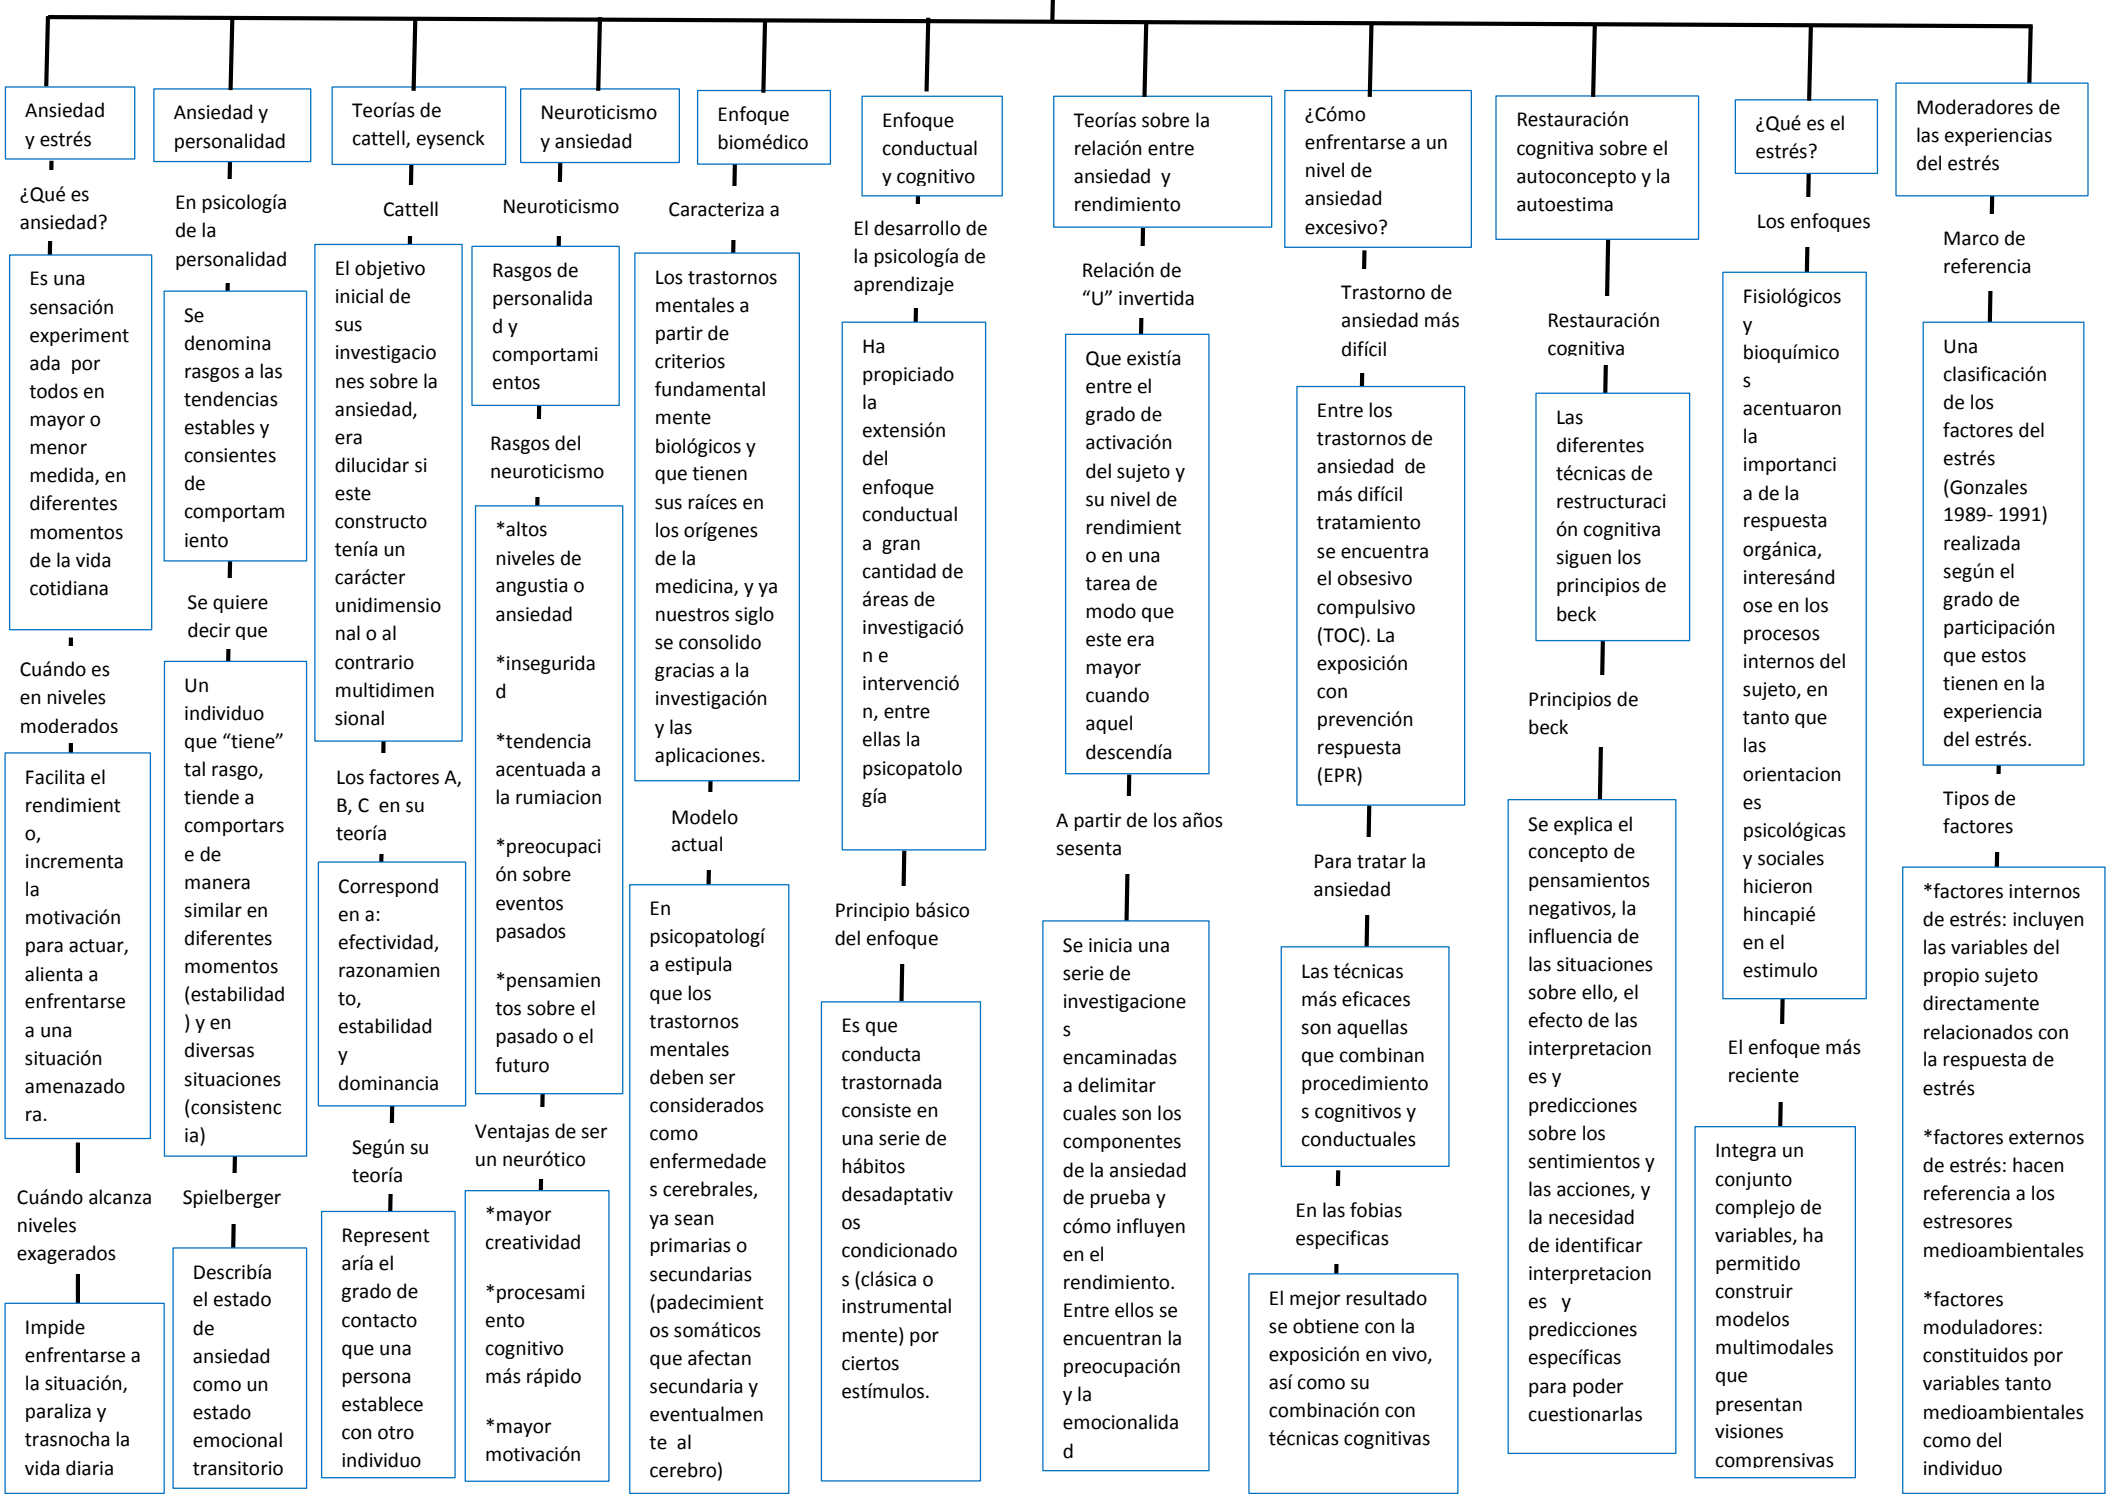 Ansiedad
y estrés
¿Qué es
ansiedad?
Es una
sensación
experiment
ada por
todos en
mayor o
menor
medida, en
diferentes
momentos
de la vida
cotidiana
Cuándo es
en niveles
moderados
Facilita el
rendimient
o,
incrementa
la
motivación
para actuar,
alienta a
enfrentarse
a una
situación
amenazado
ra.
Cuándo alcanza
niveles
exagerados
Impide
enfrentarse a
la situación,
paraliza y
trasnocha la
vida diaria
Ansiedad y
personalidad
En psicología
de la
personalidad
Se
denomina
rasgos a las
tendencias
estables y
consientes
de
comportam
iento
Se quiere
decir que
Un
individuo
que “tiene”
tal rasgo,
tiende a
comportars
e de
manera
similar en
diferentes
momentos
(estabilidad
) y en
diversas
situaciones
(consistenc
ia)
Spielberger
Describía
el estado
de
ansiedad
como un
estado
emocional
transitorio
Teorías de
cattell, eysenck
Cattell
El objetivo
inicial de
sus
investigacio
nes sobre la
ansiedad,
era
dilucidar si
este
constructo
tenía un
carácter
unidimensio
nal o al
contrario
multidimen
sional
Los factores A,
B, C en su
teoría
Correspond
en a:
efectividad,
razonamien
to,
estabilidad
y
dominancia
Según su
teoría
Represent
aría el
grado de
contacto
que una
persona
establece
con otro
individuo
Neuroticismo
y ansiedad
Neuroticismo
Rasgos de
personalida
d y
comportami
entos
Rasgos del
neuroticismo
*altos
niveles de
angustia o
ansiedad
*insegurida
d
*tendencia
acentuada a
la rumiacion
*preocupaci
ón sobre
eventos
pasados
*pensamien
tos sobre el
pasado o el
futuro
Ventajas de ser
un neurótico
*mayor
creatividad
*procesami
ento
cognitivo
más rápido
*mayor
motivación
Enfoque
biomédico
Caracteriza a
Los trastornos
mentales a
partir de
criterios
fundamental
mente
biológicos y
que tienen
sus raíces en
los orígenes
de la
medicina, y ya
nuestros siglo
se consolido
gracias a la
investigación
y las
aplicaciones.
Modelo
actual
En
psicopatologí
a estipula
que los
trastornos
mentales
deben ser
considerados
como
enfermedade
s cerebrales,
ya sean
primarias o
secundarias
(padecimient
os somáticos
que afectan
secundaria y
eventualmen
te al
cerebro)
Enfoque
conductual
y cognitivo
El desarrollo de
la psicología de
aprendizaje
Ha
propiciado
la
extensión
del
enfoque
conductual
a gran
cantidad de
áreas de
investigació
n e
intervenció
n, entre
ellas la
psicopatolo
gía
Principio básico
del enfoque
Es que
conducta
trastornada
consiste en
una serie de
hábitos
desadaptativ
os
condicionado
s (clásica o
instrumental
mente) por
ciertos
estímulos.
Teorías sobre la
relación entre
ansiedad y
rendimiento
Relación de
“U” invertida
Que existía
entre el
grado de
activación
del sujeto y
su nivel de
rendimient
o en una
tarea de
modo que
este era
mayor
cuando
aquel
descendía
A partir de los años
sesenta
Se inicia una
serie de
investigacione
s
encaminadas
a delimitar
cuales son los
componentes
de la ansiedad
de prueba y
cómo influyen
en el
rendimiento.
Entre ellos se
encuentran la
preocupación
y la
emocionalida
d
¿Cómo
enfrentarse a un
nivel de
ansiedad
excesivo?
Trastorno de
ansiedad más
difícil
Entre los
trastornos de
ansiedad de
más difícil
tratamiento
se encuentra
el obsesivo
compulsivo
(TOC). La
exposición
con
prevención
respuesta
(EPR)
Para tratar la
ansiedad
Las técnicas
más eficaces
son aquellas
que combinan
procedimiento
s cognitivos y
conductuales
En las fobias
especificas
El mejor resultado
se obtiene con la
exposición en vivo,
así como su
combinación con
técnicas cognitivas
Restauración
cognitiva sobre el
autoconcepto y la
autoestima
Restauración
cognitiva
Las
diferentes
técnicas de
restructuraci
ón cognitiva
siguen los
principios de
beck
Principios de
beck
Se explica el
concepto de
pensamientos
negativos, la
influencia de
las situaciones
sobre ello, el
efecto de las
interpretacion
es y
predicciones
sobre los
sentimientos y
las acciones, y
la necesidad
de identificar
interpretacion
es y
predicciones
específicas
para poder
cuestionarlas
¿Qué es el
estrés?
Los enfoques
Fisiológicos
y
bioquímico
s
acentuaron
la
importanci
a de la
respuesta
orgánica,
interesánd
ose en los
procesos
internos del
sujeto, en
tanto que
las
orientacion
es
psicológicas
y sociales
hicieron
hincapié
en el
estimulo
El enfoque más
reciente
Integra un
conjunto
complejo de
variables, ha
permitido
construir
modelos
multimodales
que
presentan
visiones
comprensivas
Moderadores de
las experiencias
del estrés
Marco de
referencia
Una
clasificación
de los
factores del
estrés
(Gonzales
1989- 1991)
realizada
según el
grado de
participación
que estos
tienen en la
experiencia
del estrés.
Tipos de
factores
*factores internos
de estrés: incluyen
las variables del
propio sujeto
directamente
relacionados con
la respuesta de
estrés
*factores externos
de estrés: hacen
referencia a los
estresores
medioambientales
*factores
moduladores:
constituidos por
variables tanto
medioambientales
como del
individuo